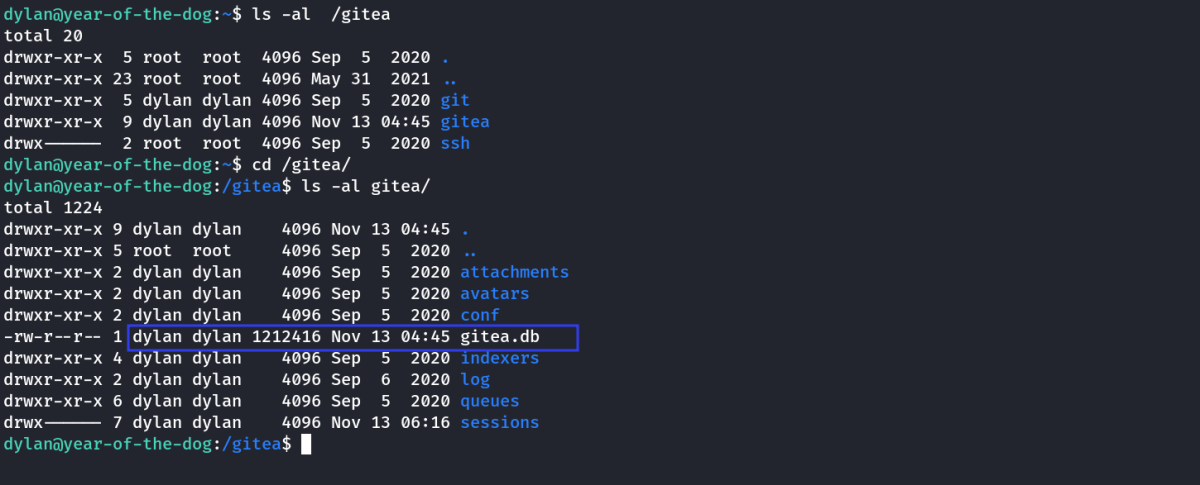 dylan@year-of-the-dog:~$ ls -al  /gitea
total 20
drwxr-xr-x  5 root  root  4096 Sep  5  2020 .
drwxr-xr-x 23 root  root  4096 May 31  2021 ..
drwxr-xr-x  5 dylan dylan 4096 Sep  5  2020 git
drwxr-xr-x  9 dylan dylan 4096 Nov 13 04:45 gitea
drwx------  2 root  root  4096 Sep  5  2020 ssh
dylan@year-of-the-dog:~$ cd /gitea/
dylan@year-of-the-dog:/gitea$ ls -al gitea/
total 1224
drwxr-xr-x 9 dylan dylan    4096 Nov 13 04:45 .
drwxr-xr-x 5 root  root     4096 Sep  5  2020 ..
drwxr-xr-x 2 dylan dylan    4096 Sep  5  2020 attachments
drwxr-xr-x 2 dylan dylan    4096 Sep  5  2020 avatars
drwxr-xr-x 2 dylan dylan    4096 Sep  5  2020 conf
-rw-r--r-- 1 dylan dylan 1212416 Nov 13 04:45 gitea.db
drwxr-xr-x 4 dylan dylan    4096 Sep  5  2020 indexers
drwxr-xr-x 2 dylan dylan    4096 Sep  6  2020 log
drwxr-xr-x 6 dylan dylan    4096 Sep  5  2020 queues
drwx------ 7 dylan dylan    4096 Nov 13 06:16 sessions
dylan@year-of-the-dog:/gitea$